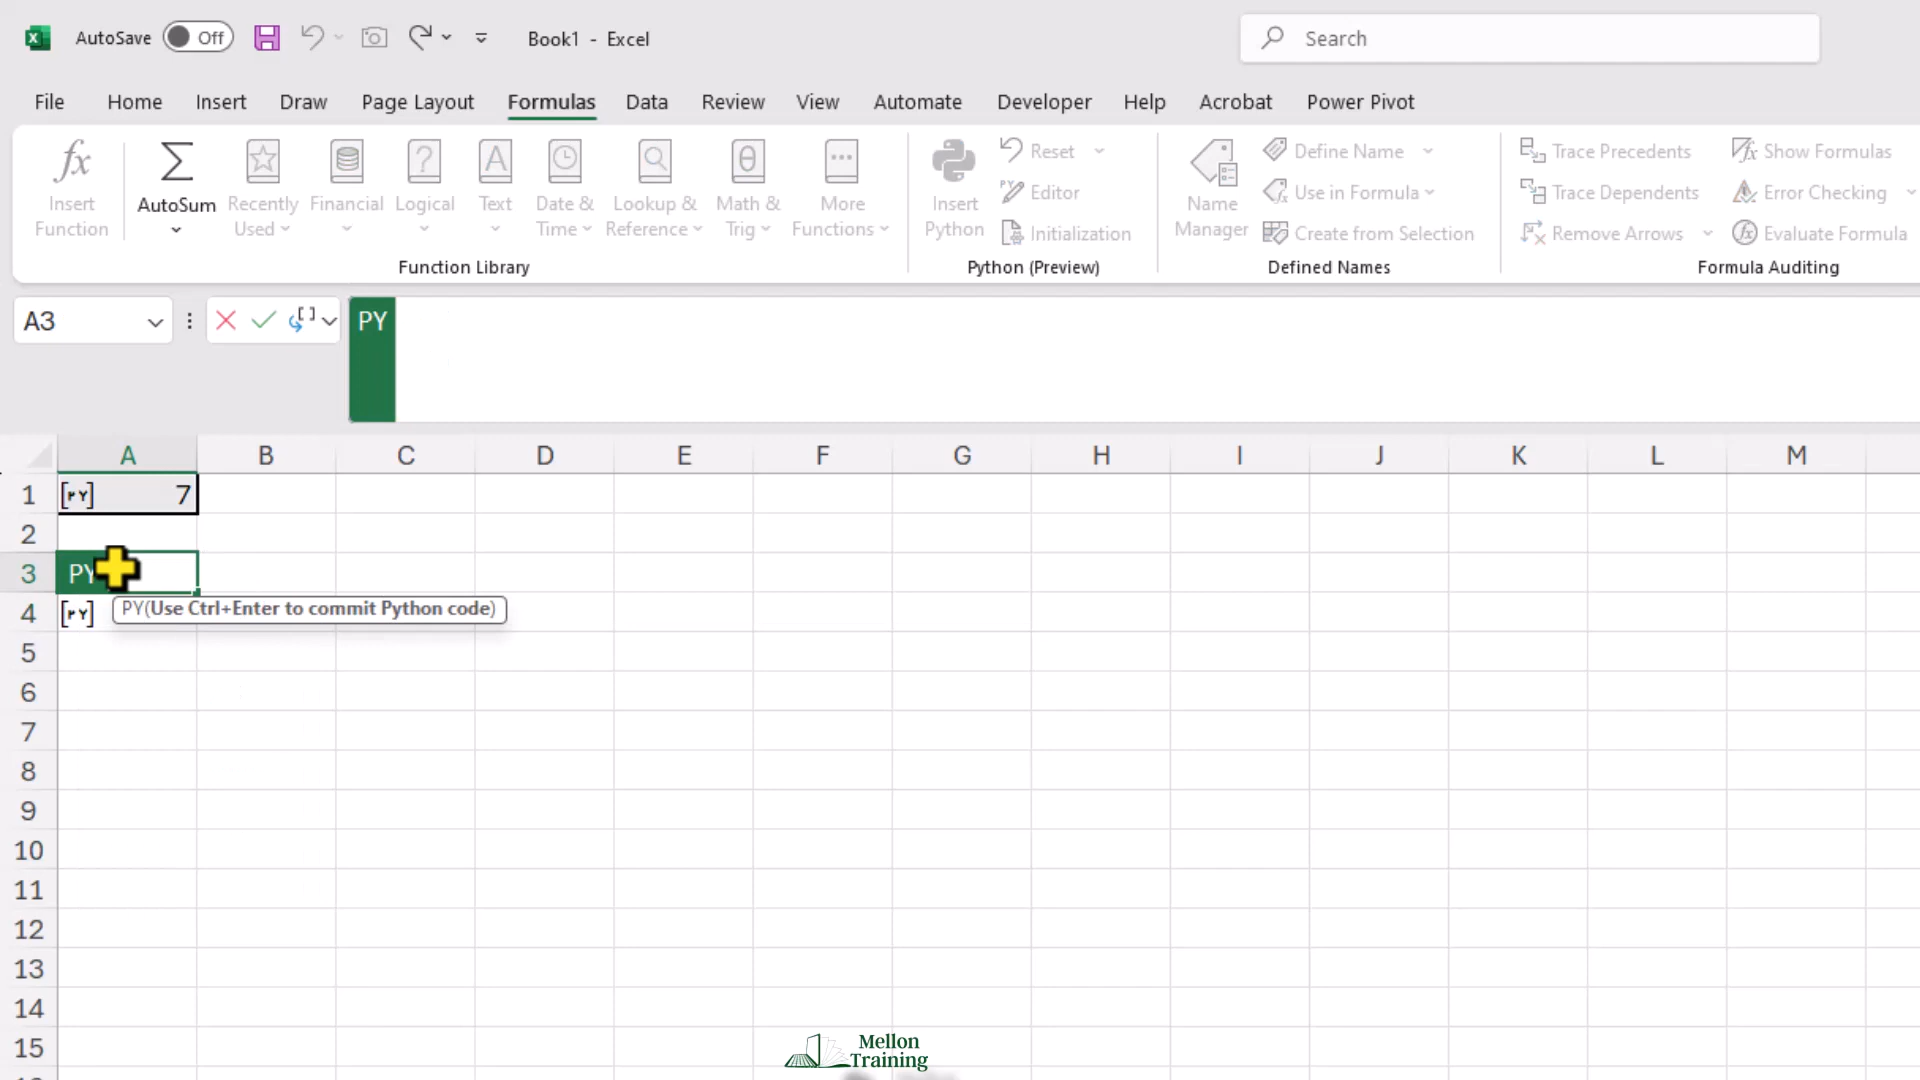 AutoSave Off Book1 - Excel Search
File Home Insert Draw Page Layout Formulas Data Review View Automate Developer Help Acrobat Power Pivot
fx Insert Function
AutoSum
Recently Used
Financial
Logical
Text
Date & Time
Lookup & Reference
Math & Trig
More Functions
Function Library
Insert Python
Reset
Editor
Initialization
Python (Preview)
Name Manager
Define Name
Use in Formula
Create from Selection
Defined Names
Trace Precedents
Trace Dependents
Remove Arrows
Show Formulas
Error Checking
Evaluate Formula
Formula Auditing
A3 PY
A B C D E F G H I J K L M
1 [PY] 7
2
3 PY
PY(Use Ctrl+Enter to commit Python code)
4 [PY]
5
6
7
8
9
10
11
12
13
14
15
Mellon
Training